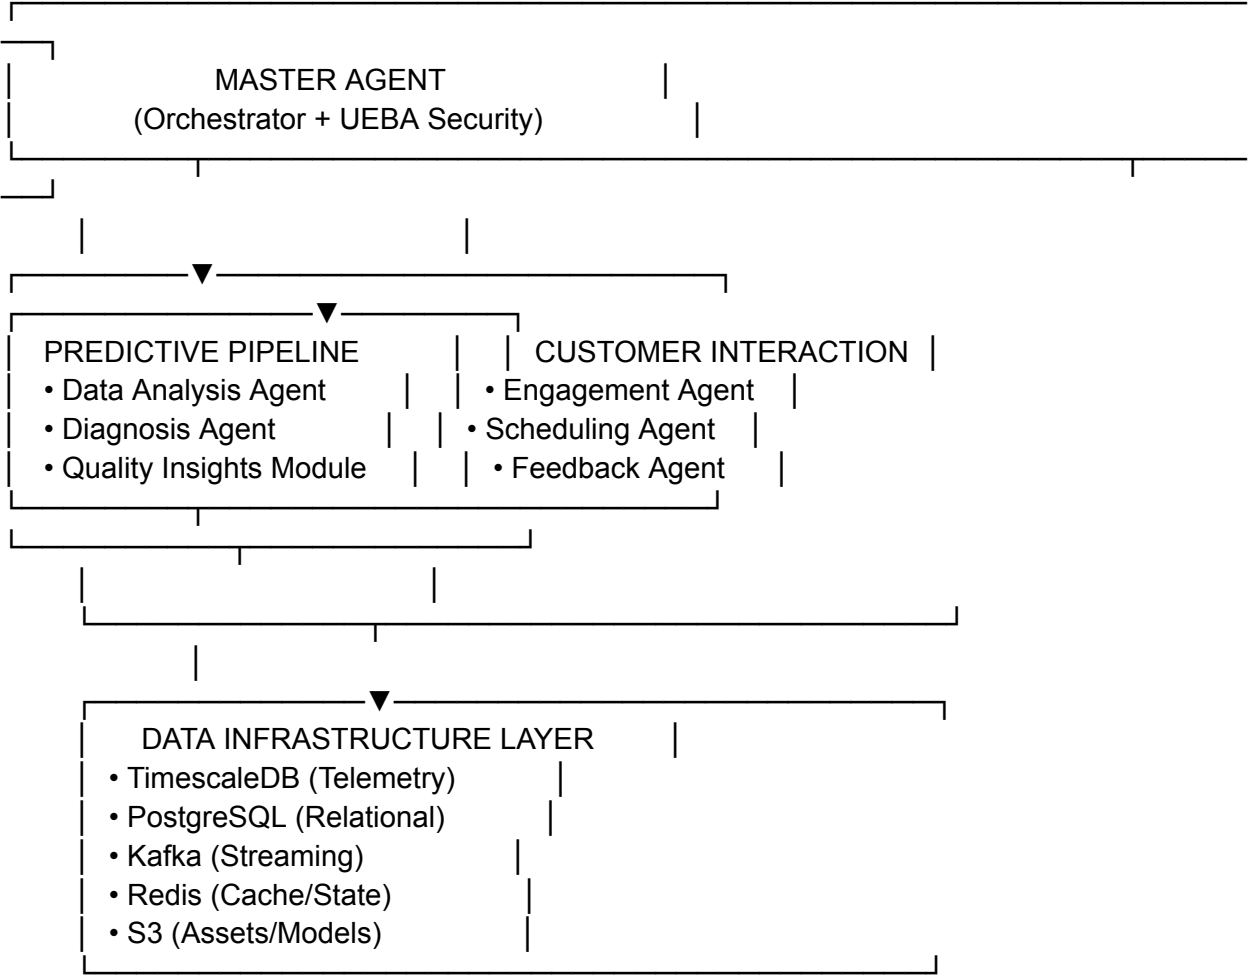 MASTER AGENT
(Orchestrator + UEBA Security)
▼
▼
PREDICTIVE PIPELINE CUSTOMER INTERACTION
• Data Analysis Agent • Engagement Agent
• Diagnosis Agent • Scheduling Agent
• Quality Insights Module • Feedback Agent
▼
DATA INFRASTRUCTURE LAYER
• TimescaleDB (Telemetry)
• PostgreSQL (Relational)
• Kafka (Streaming)
• Redis (Cache/State)
• S3 (Assets/Models)